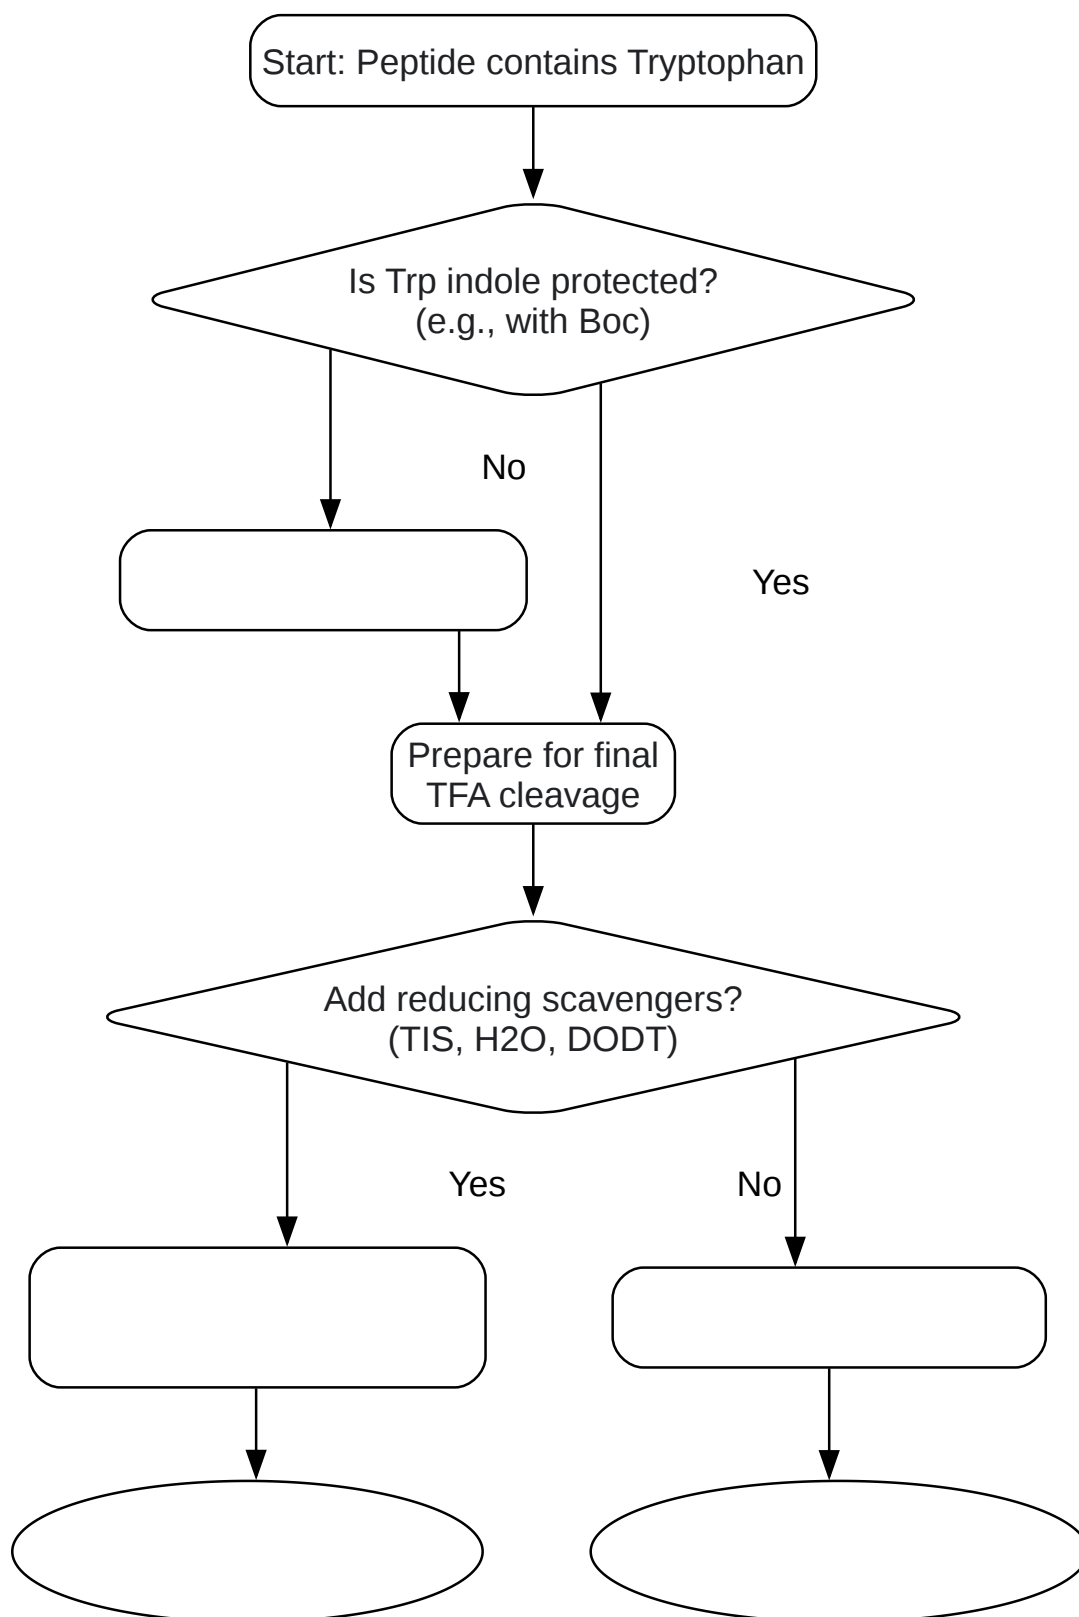 Start: Peptide contains Tryptophan
Is Trp indole protected?
(e.g., with Boc)
No
Yes
Prepare for final
TFA cleavage
Add reducing scavengers?
(TIS, H2O, DODT)
Yes
No